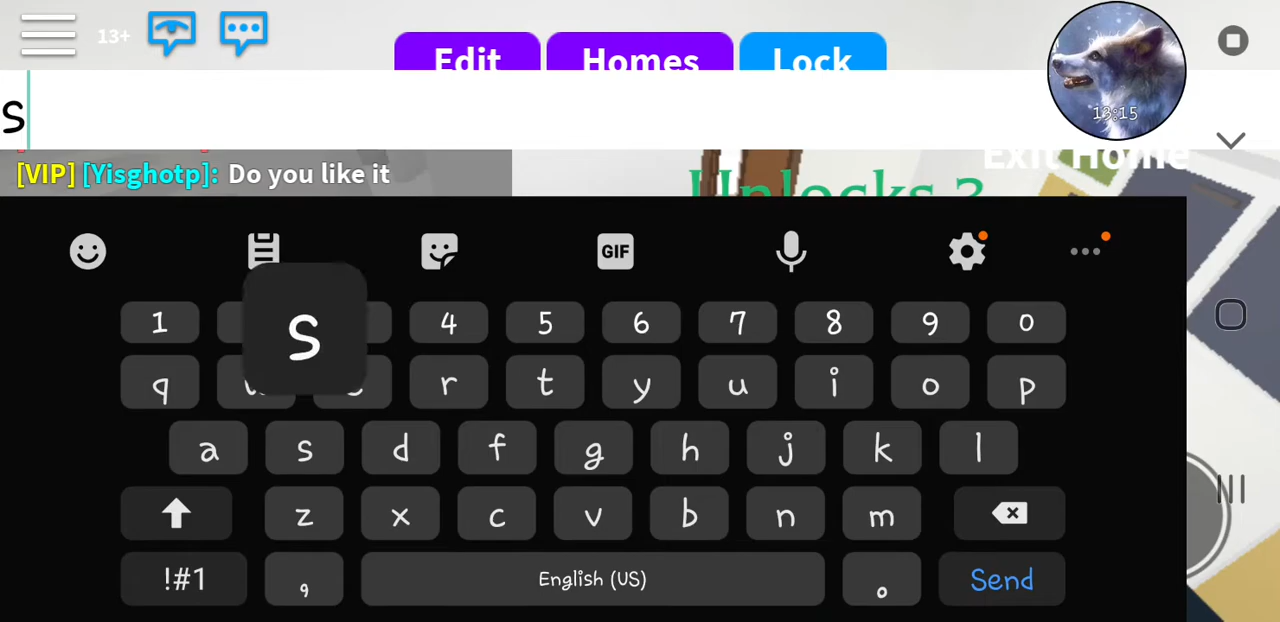 13+
Edit Homes Lock
s
13:15
Exit Home
[VIP] [Yisghotp]: Do you like it
Unlocks ?
GIF
s
1 4 5 6 7 8 9 0
q r t y u i o p
a s d f g h j k l
z x c v b n m
!#1 , English (US) . Send